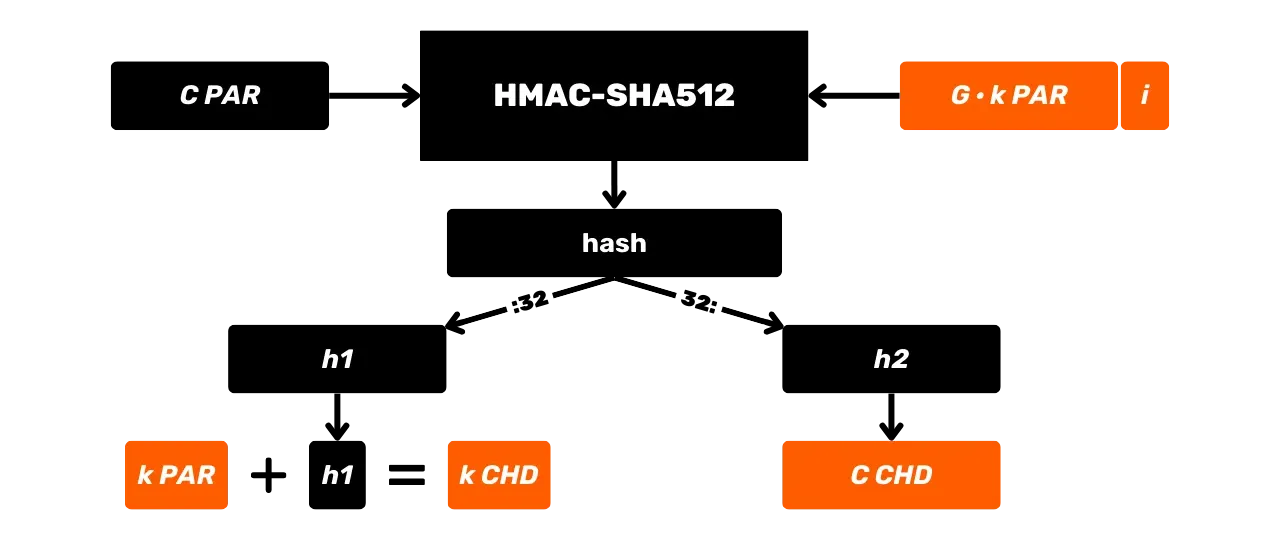 C PAR
HMAC-SHA512
G · k PAR
i
hash
:32
32:
h1
h2
k PAR + h1 = k CHD
C CHD